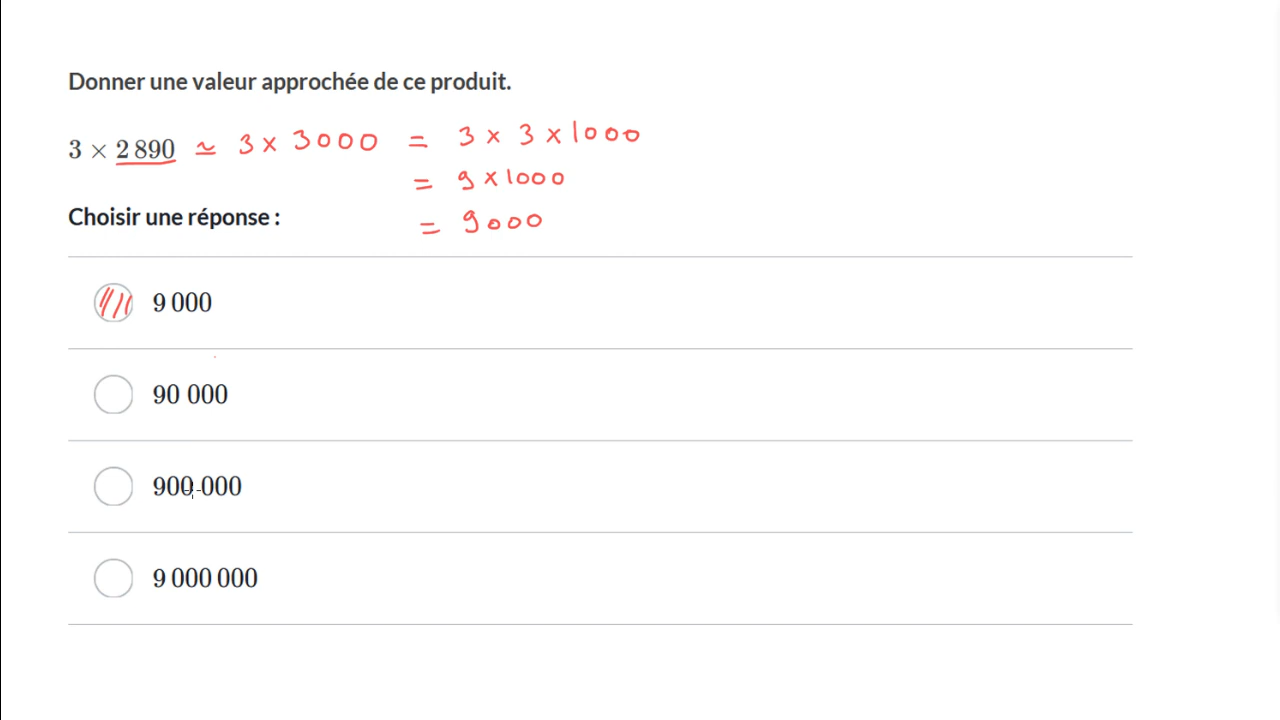 Donner une valeur approchée de ce produit.
3 × 2 890 ≃ 3 × 3000 = 3 × 3 × 1000
= 9 × 1000
Choisir une réponse :
= 9000
9 000
90 000
900 000
9 000 000